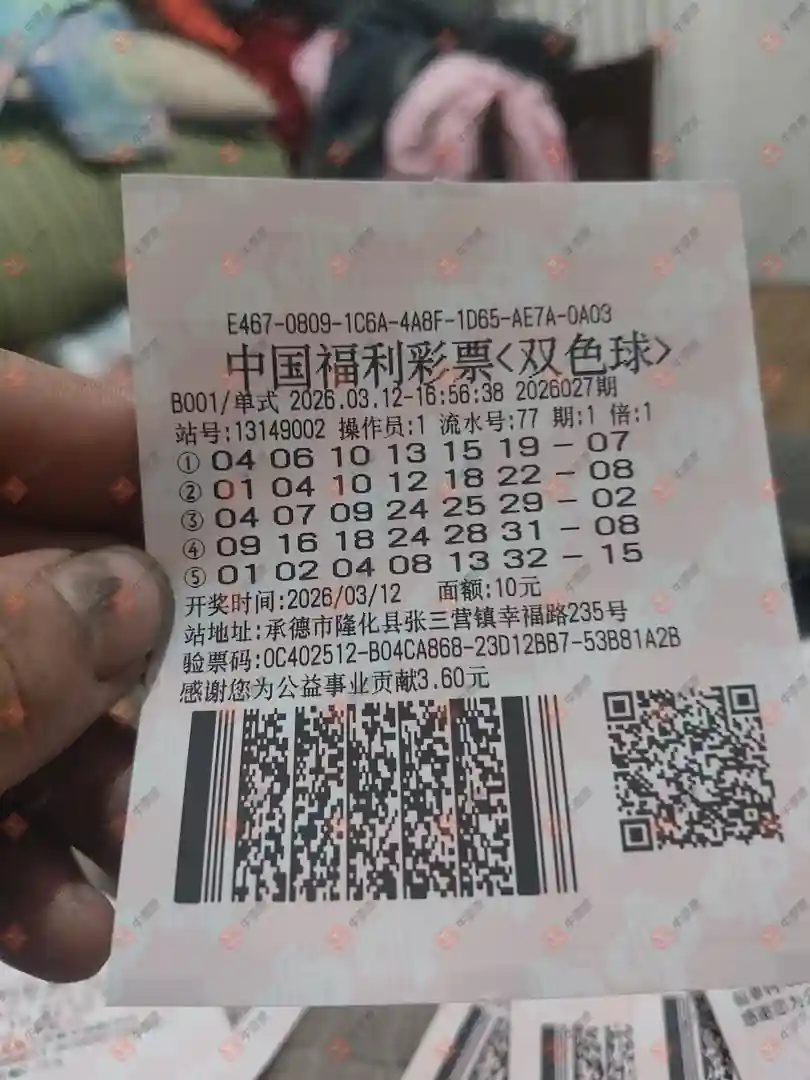 E467-0809-1C6A-4A8F-1D65-AE7A-0A03
中国福利彩票<双色球>
B001/单式 2026.03.12-16:56:38 2026027期
站号:13149002 操作员:1 流水号:77 期:1 倍:1
① 04 06 10 13 15 19 - 07
② 01 04 10 12 18 22 - 08
③ 04 07 09 24 25 29 - 02
④ 09 16 18 24 28 31 - 08
⑤ 01 02 04 08 13 32 - 15
开奖时间:2026/03/12 面额:10元
站地址:承德市隆化县张三营镇幸福路235号
验票码:0C402512-B04CA868-23D12BB7-53B81A2B
感谢您为公益事业贡献3.60元